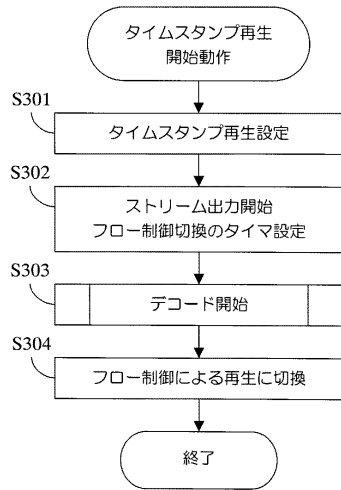 タイムスタンプ再生
開始動作
S301
タイムスタンプ再生設定
S302
ストリーム出力開始
フロー制御切換のタイマ設定
S303
デコード開始
S304
フロー制御による再生に切換
終了